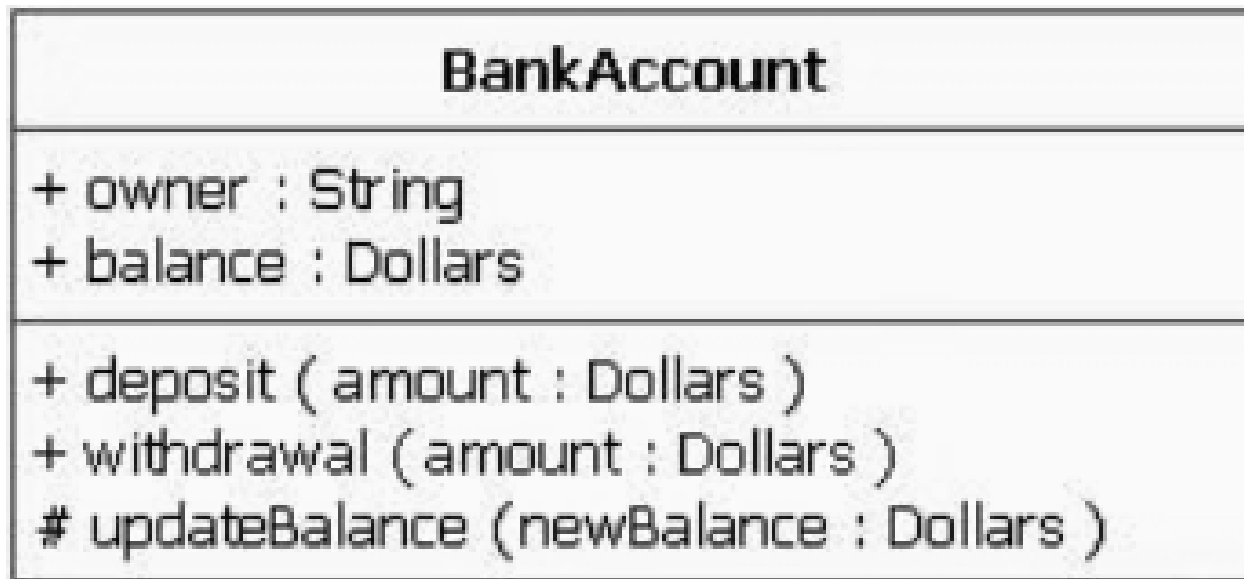 BankAccount
+ owner : String
+ balance : Dollars
+ deposit ( amount : Dollars )
+ withdrawal ( amount : Dollars )
# updateBalance (newBalance : Dollars )